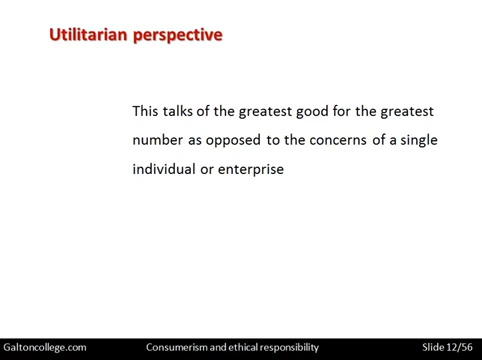 Utilitarian perspective
This talks of the greatest good for the greatest
number as opposed to the concerns of a single
individual or enterprise
Galtoncollege.com Consumerism and ethical responsibility Slide 12/56